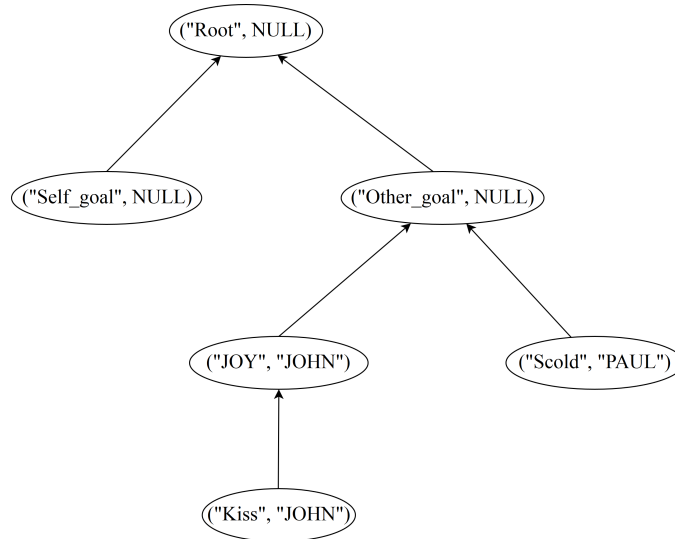 ("Root", NULL)
("Self_goal", NULL)
("Other_goal", NULL)
("JOY", "JOHN")
("Scold", "PAUL")
("Kiss", "JOHN")